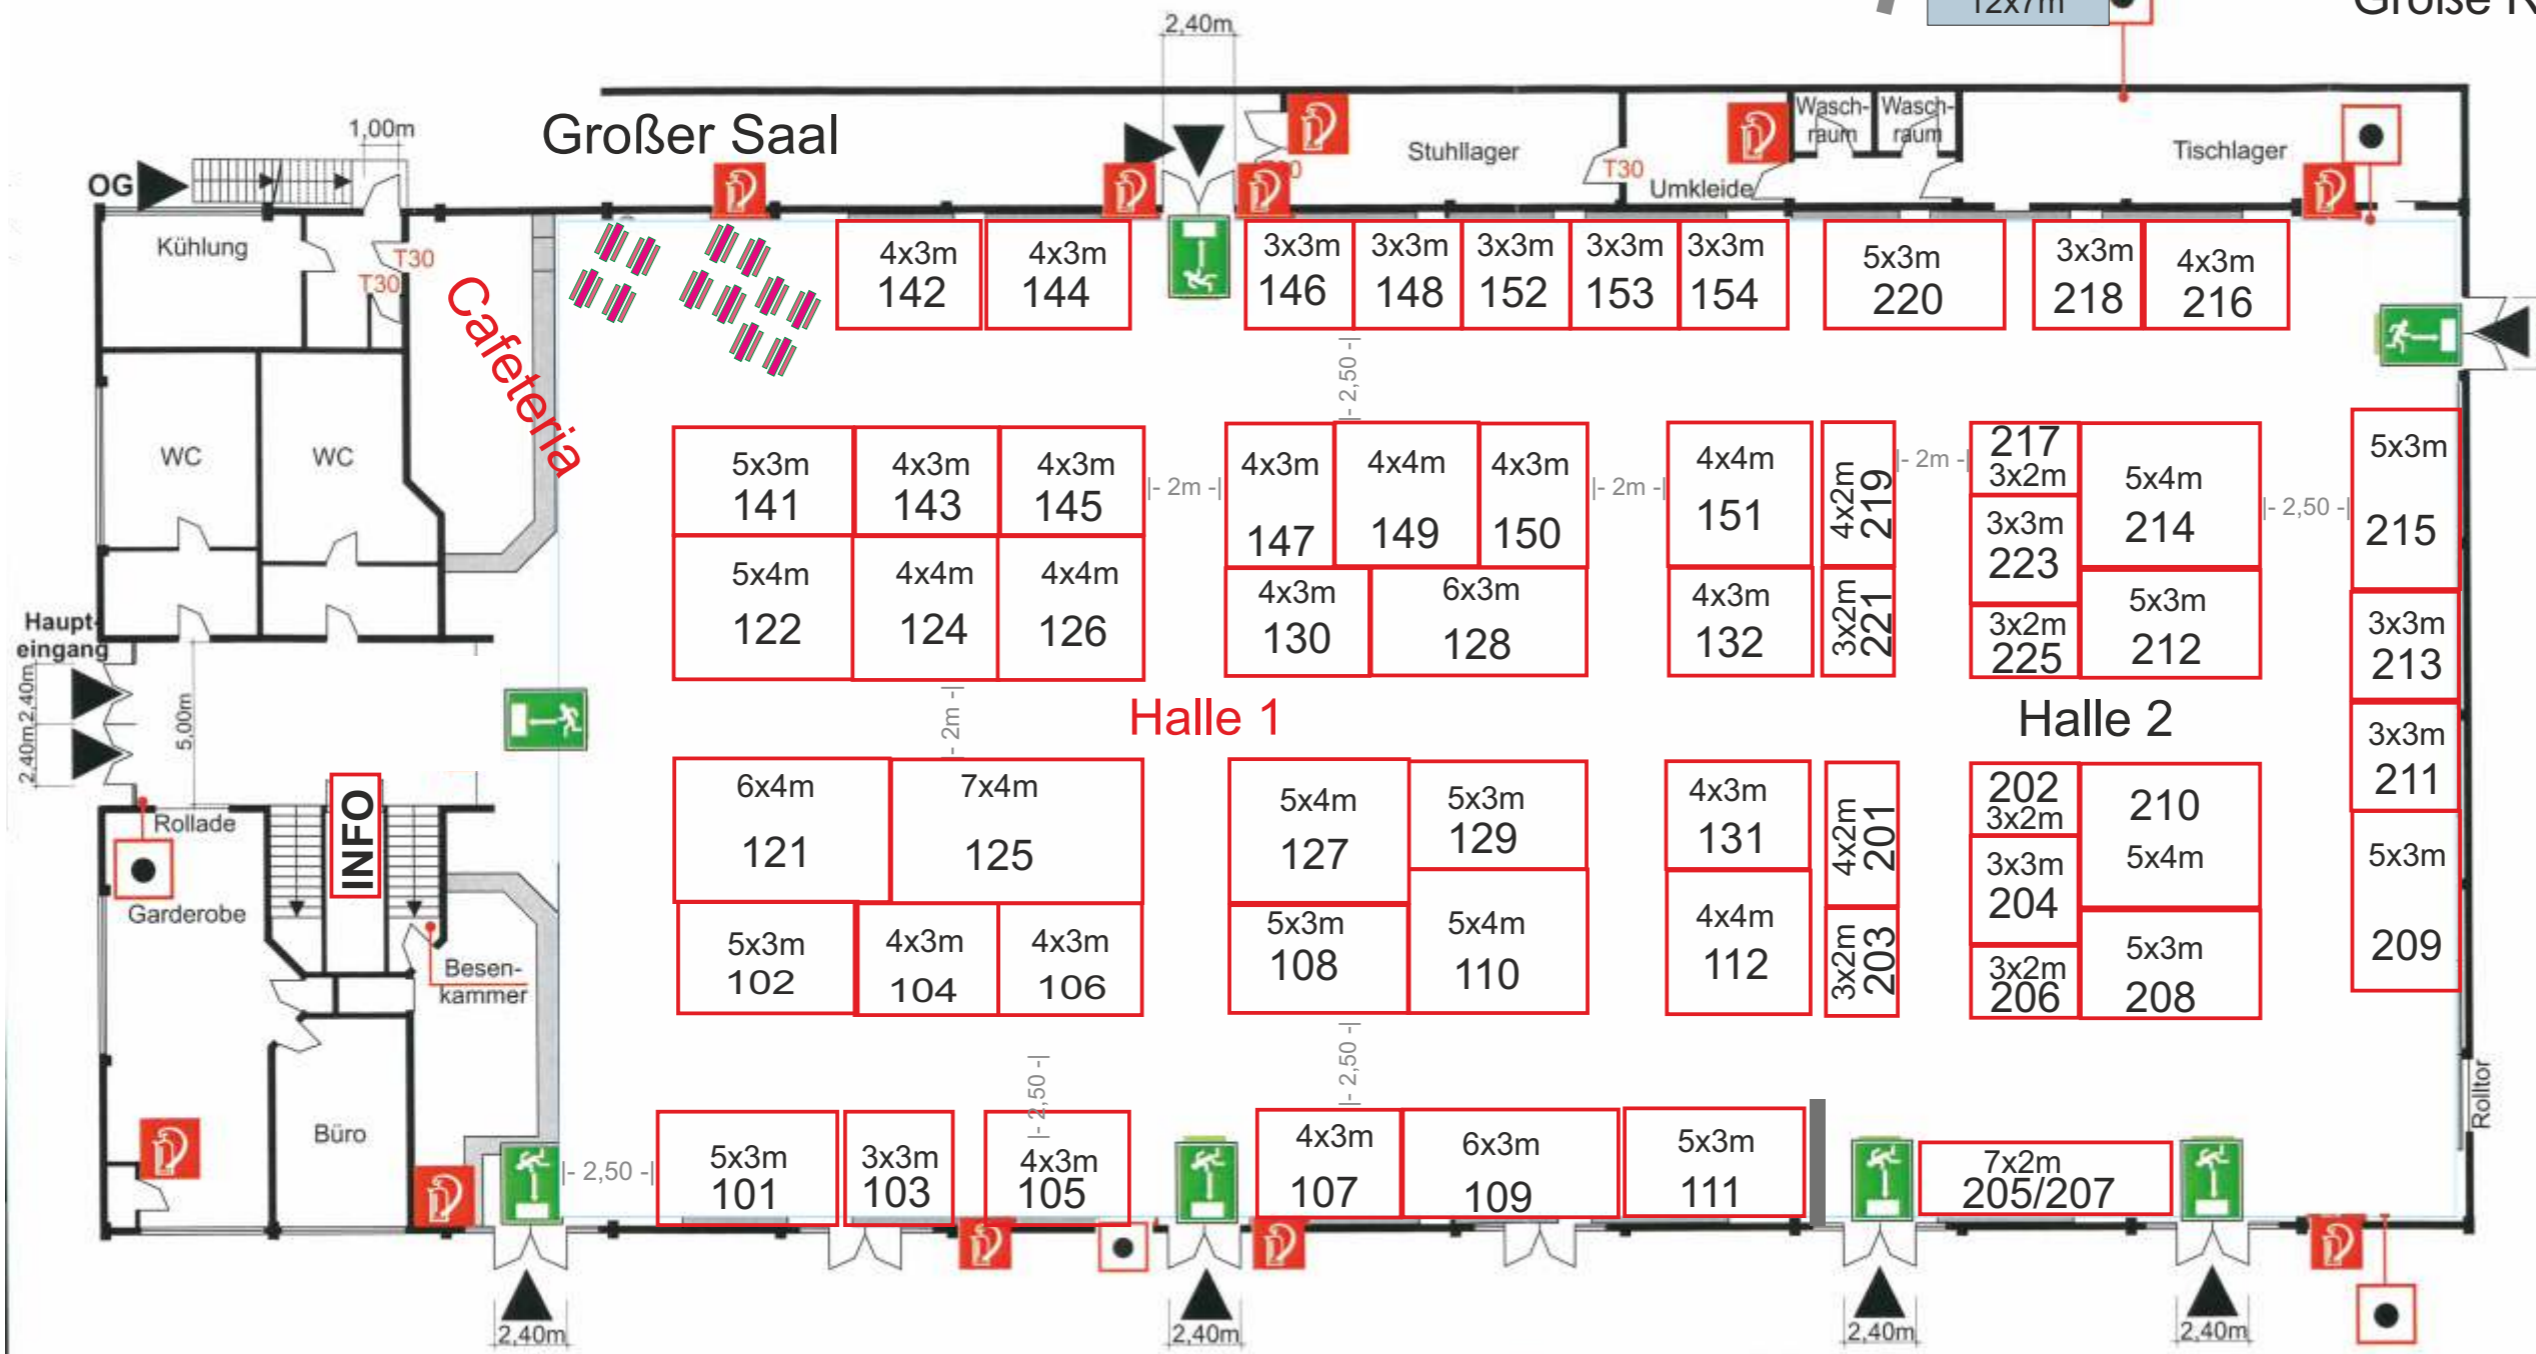 12x7m
2,40m
Große
1,00m
Großer Saal
Wasch-
raum
Wasch-
raum
Stuhllager
T30
Umkleide
Tischlager
OG
Kühlung
T30
T30
Cafeteria
4x3m
142
4x3m
144
3x3m
146
3x3m
148
3x3m
152
3x3m
153
3x3m
154
5x3m
220
3x3m
218
4x3m
216
|- 2,50 -|
WC
WC
5x3m
141
4x3m
143
4x3m
145
|- 2m -|
4x3m
147
4x4m
149
4x3m
150
|- 2m -|
4x4m
151
4x2m
219
|- 2m -|
217
3x2m
5x4m
214
|- 2,50 -|
5x3m
215
3x3m
223
5x4m
122
4x4m
124
4x4m
126
4x3m
130
6x3m
128
4x3m
132
3x2m
221
3x2m
225
5x3m
212
3x3m
213
Haupt-
eingang
2,40m
2,40m
5,00m
|- 2m -|
Halle 1
Halle 2
3x3m
211
INFO
Rollade
Garderobe
Besen-
kammer
6x4m
121
7x4m
125
5x4m
127
5x3m
129
4x3m
131
4x2m
201
202
3x2m
210
5x4m
3x3m
204
5x3m
209
5x3m
102
4x3m
104
4x3m
106
5x3m
108
5x4m
110
4x4m
112
3x2m
203
3x2m
206
5x3m
208
|- 2,50 -|
|- 2,50 -|
Rolltor
Büro
|- 2,50 -|
5x3m
101
3x3m
103
4x3m
105
4x3m
107
6x3m
109
5x3m
111
7x2m
205/207
2,40m
2,40m
2,40m
2,40m